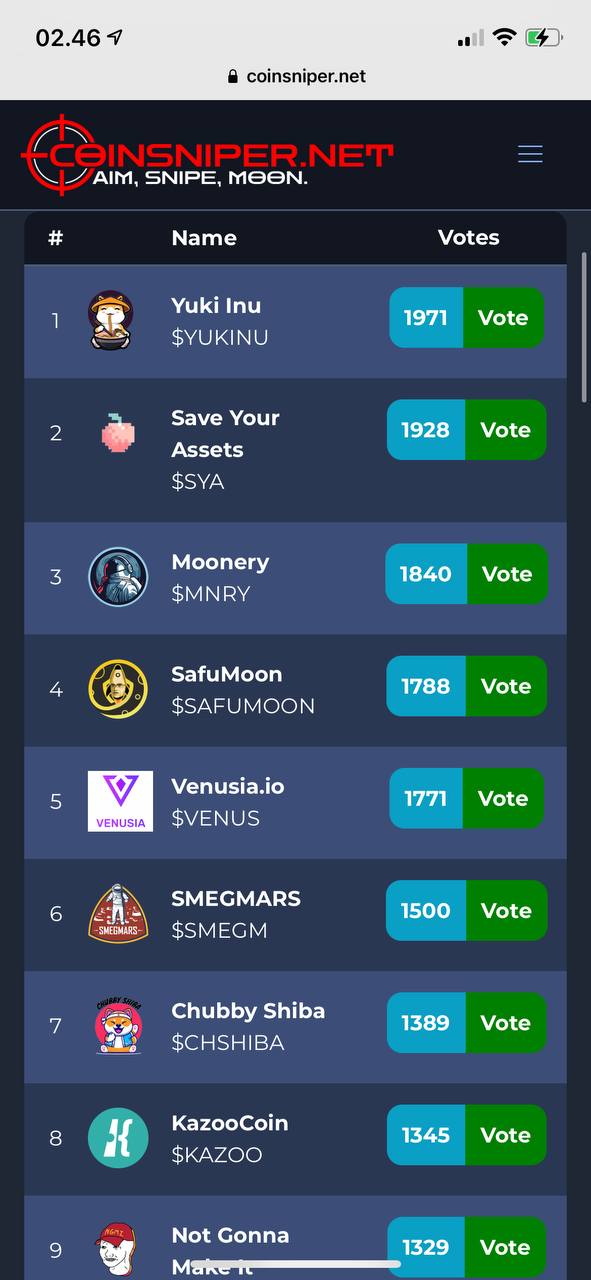 02.46
coinsniper.net
COINSNIPER.NET
AIM, SNIPE, MOON.
# Name Votes
1 Yuki Inu 1971 Vote
$YUKINU
2 Save Your 1928 Vote
Assets
$SYA
3 Moonery 1840 Vote
$MNRY
4 SafuMoon 1788 Vote
$SAFUMOON
5 VENUSIA Venusia.io 1771 Vote
$VENUS
6 SMEGMARS SMEGMARS 1500 Vote
$SMEGM
7 CHUBBY SHIBA Chubby Shiba 1389 Vote
$CHSHIBA
8 KazooCoin 1345 Vote
$KAZOO
9 NGMI Not Gonna 1329 Vote
Make It